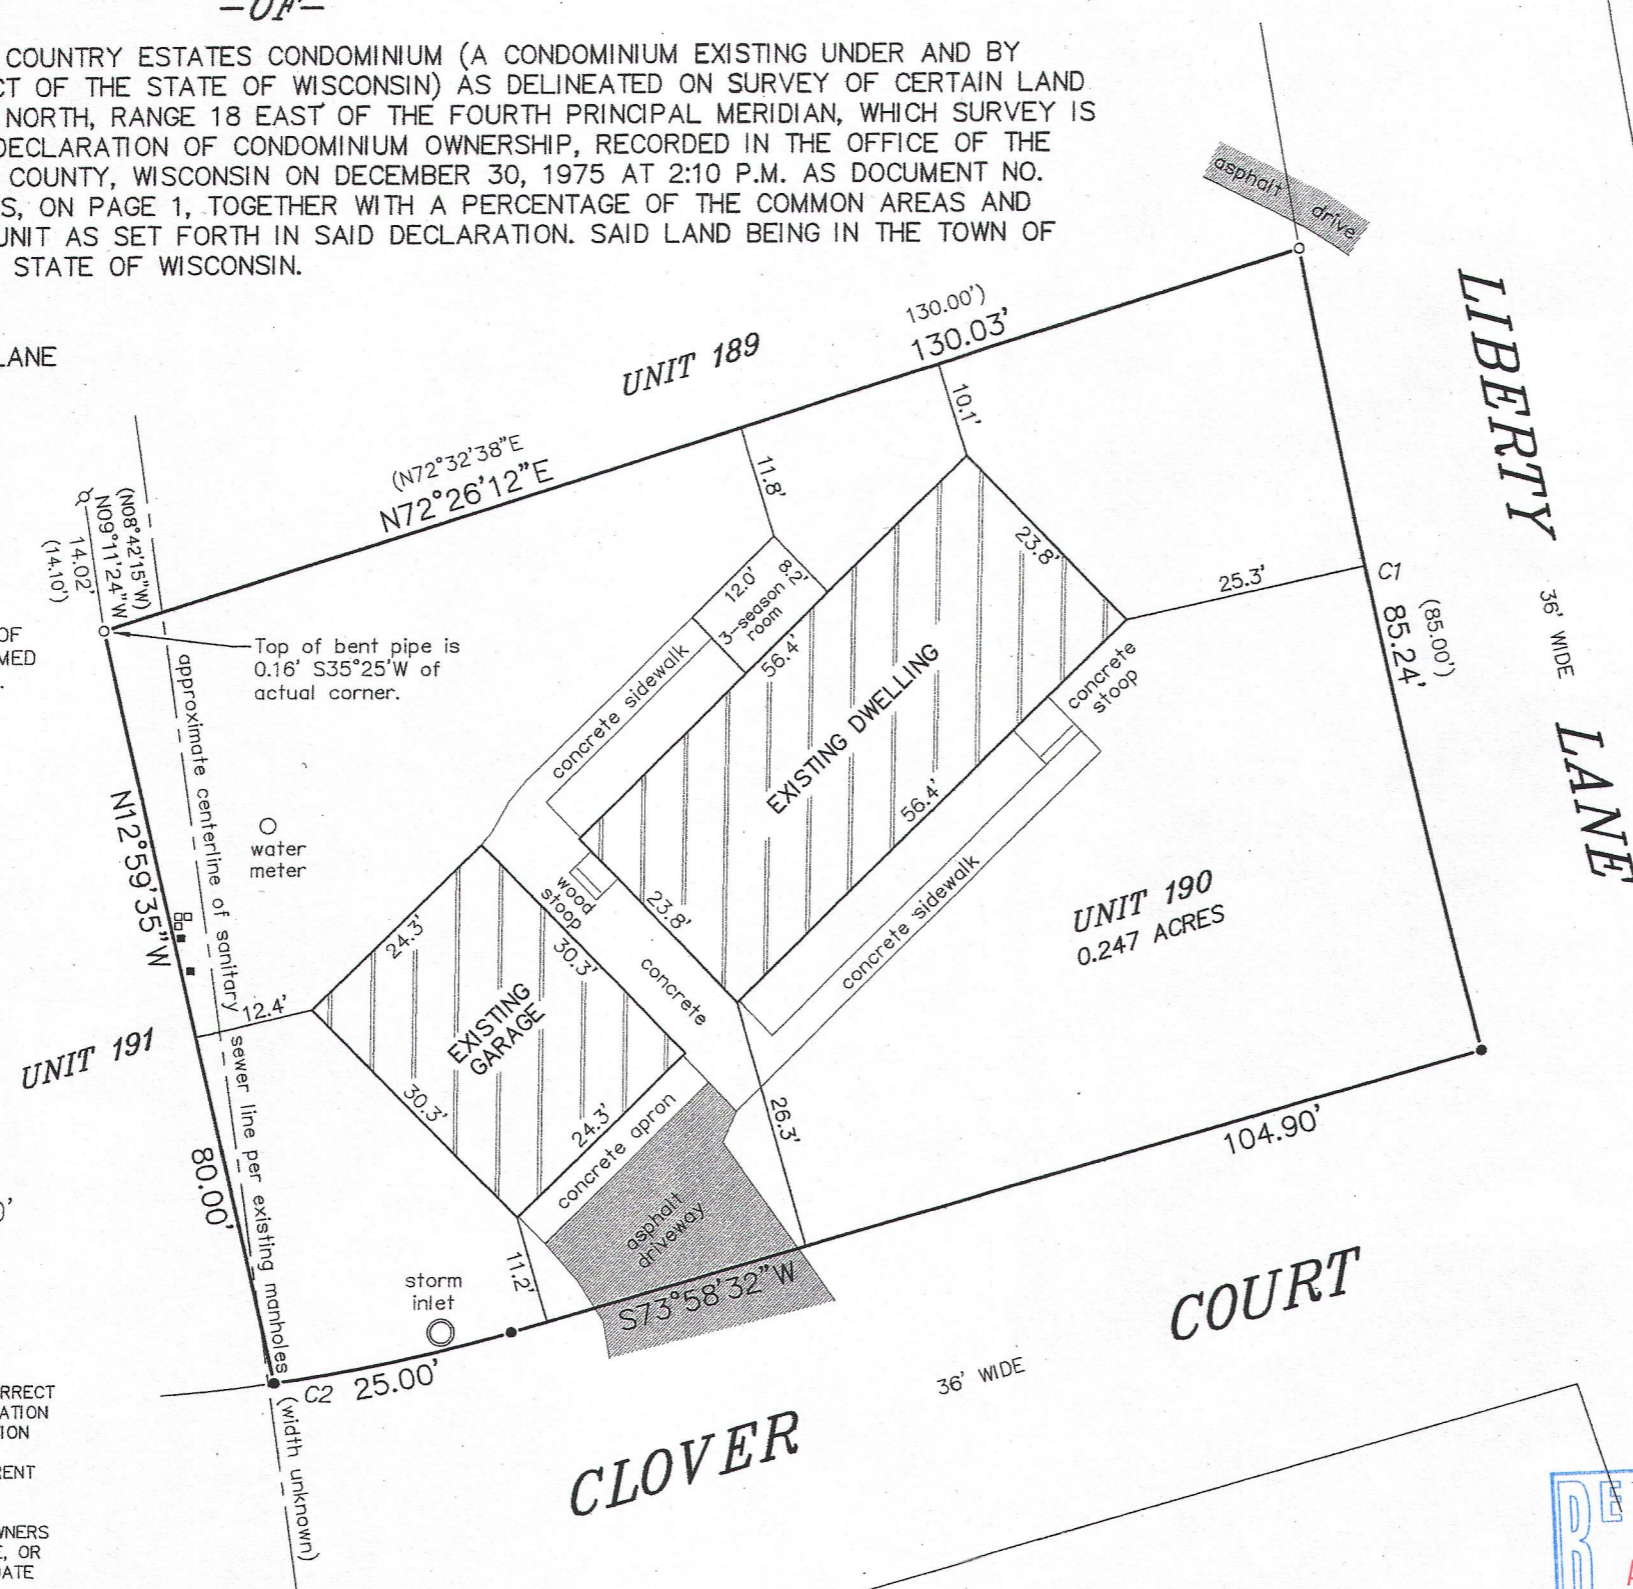 —OF—
COUNTRY ESTATES CONDOMINIUM (A CONDOMINIUM EXISTING UNDER AND BY
CT OF THE STATE OF WISCONSIN) AS DELINEATED ON SURVEY OF CERTAIN LAND
NORTH, RANGE 18 EAST OF THE FOURTH PRINCIPAL MERIDIAN, WHICH SURVEY IS
DECLARATION OF CONDOMINIUM OWNERSHIP, RECORDED IN THE OFFICE OF THE
COUNTY, WISCONSIN ON DECEMBER 30, 1975 AT 2:10 P.M. AS DOCUMENT NO.
S, ON PAGE 1, TOGETHER WITH A PERCENTAGE OF THE COMMON AREAS AND
UNIT AS SET FORTH IN SAID DECLARATION. SAID LAND BEING IN THE TOWN OF
STATE OF WISCONSIN.
LANE
asphalt drive
130.00')
130.03'
UNIT 189
(N72°32'38"E
N72°26'12"E
10.1'
11.8'
(N08°42'15"W)
N09°11'24"W
14.02'
(14.10')
Top of bent pipe is
0.16' S35°25'W of
actual corner.
OF
MED
12.0'
8.2'
3-season
room
23.8'
25.3'
C1
(85.00')
85.24'
LIBERTY LANE
36' WIDE
56.4'
EXISTING DWELLING
56.4'
23.8'
concrete sidewalk
concrete
stoop
concrete sidewalk
wood
stoop
concrete
water
meter
N12°59'35"W
80.00'
approximate centerline of sanitary sewer line per existing manholes
(width unknown)
UNIT 190
0.247 ACRES
UNIT 191
12.4'
24.3'
30.3'
EXISTING
GARAGE
30.3'
24.3'
concrete apron
asphalt
driveway
26.3'
11.2'
104.90'
S73°58'32"W
storm
inlet
C2
25.00'
CLOVER COURT
36' WIDE
RRECT
ATION
ION
RENT
WNERS
E, OR
ATE